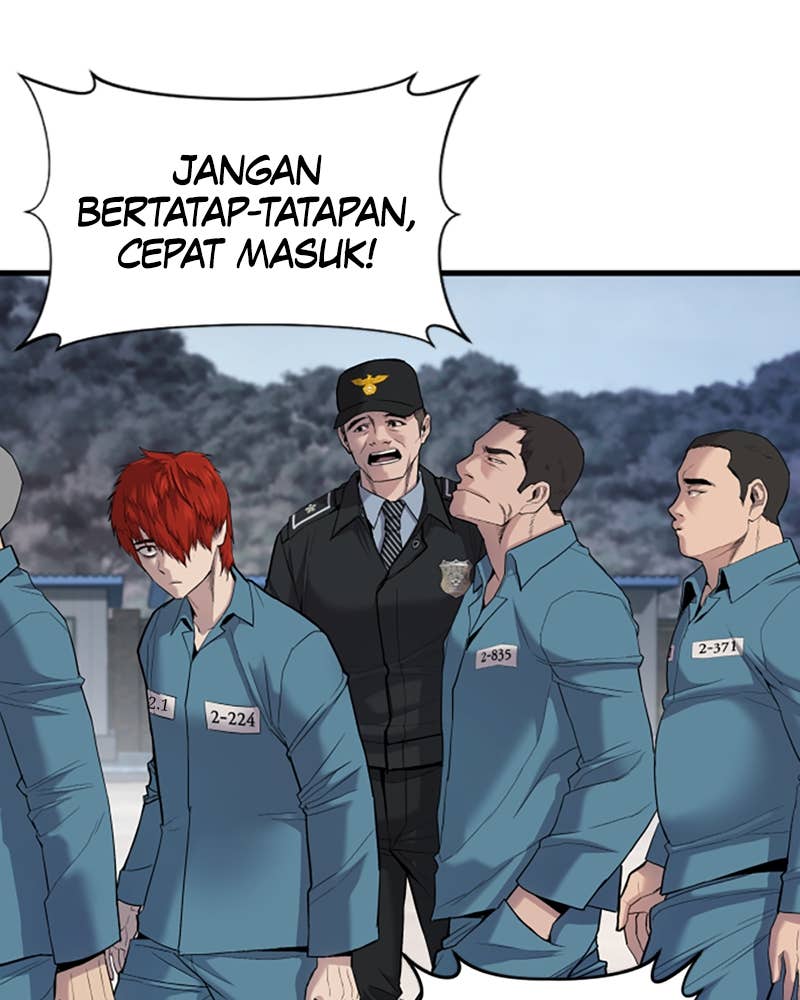 JANGAN
BERTATAP-TATAPAN,
CEPAT MASUK!
2.1
2-224
2-835
2-371